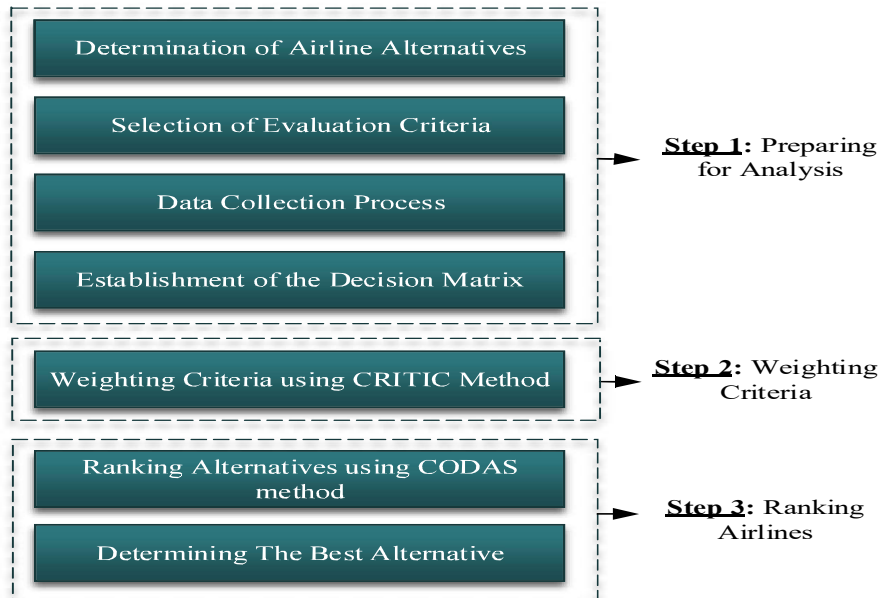 Determination of Airline Alternatives
Selection of Evaluation Criteria
Data Collection Process
Establishment of the Decision Matrix
Step 1: Preparing
for Analysis
Weighting Criteria using CRITIC Method
Step 2: Weighting
Criteria
Ranking Alternatives using CODAS
method
Determining The Best Alternative
Step 3: Ranking
Airlines